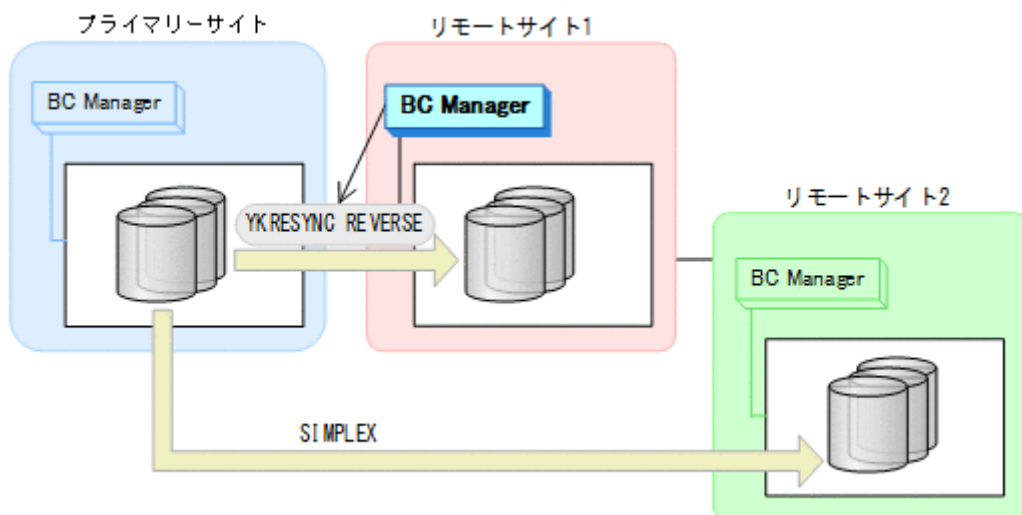 プライマリーサイト
リモートサイト1
BC Manager
BC Manager
YKRESYNC REVERSE
リモートサイト2
BC Manager
SIMPLEX